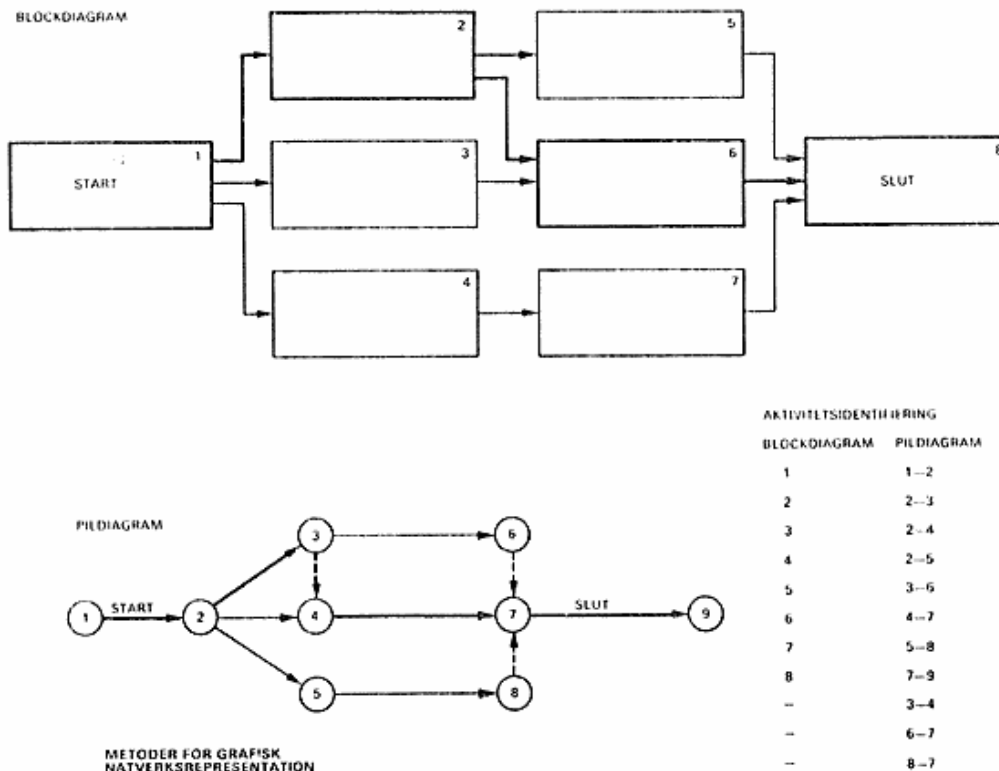 BLOCKDIAGRAM
2
5
1
START
3
6
8
SLUT
4
7
AKTIVITETSIDENTIFIERING
BLOCKDIAGRAM PILDIAGRAM
1 1–2
2 2–3
3 2–4
4 2–5
5 3–6
6 4–7
7 5–8
8 7–9
– 3–4
– 6–7
– 8–7
PILDIAGRAM
3
6
1
START
2
4
7
SLUT
9
5
8
METODER FÖR GRAFISK
NÄTVERKSREPRESENTATION